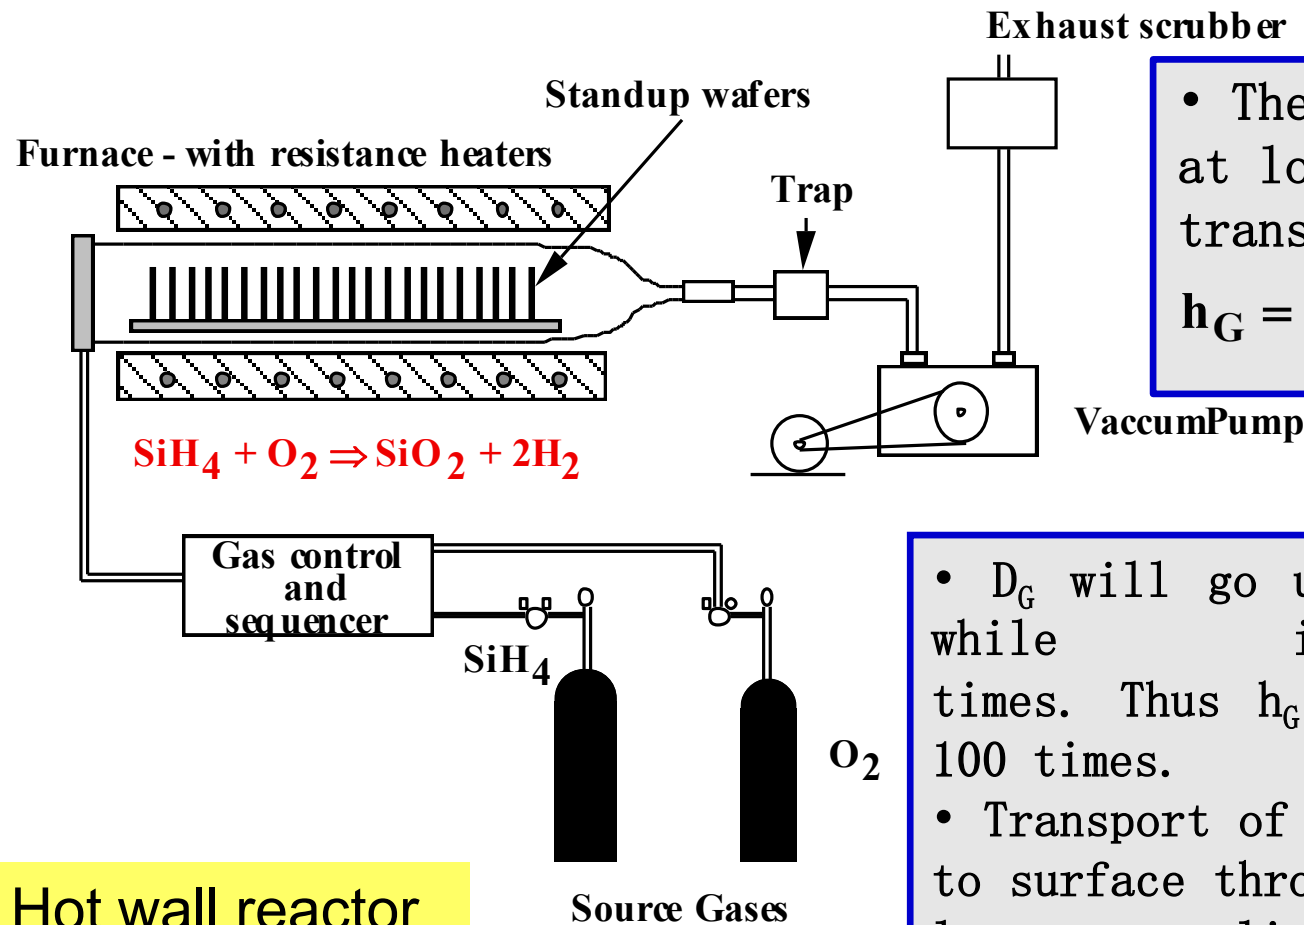 Exhaust scrubber
Standup wafers
Furnace - with resistance heaters
Trap
• The
at lo
trans
hG =
VaccumPump
SiH4 + O2 ⇒ SiO2 + 2H2
Gas control
and
sequencer
SiH4
O2
Source Gases
• DG will go u
while i
times. Thus hG
100 times.
• Transport of
to surface thro
Hot wall reactor